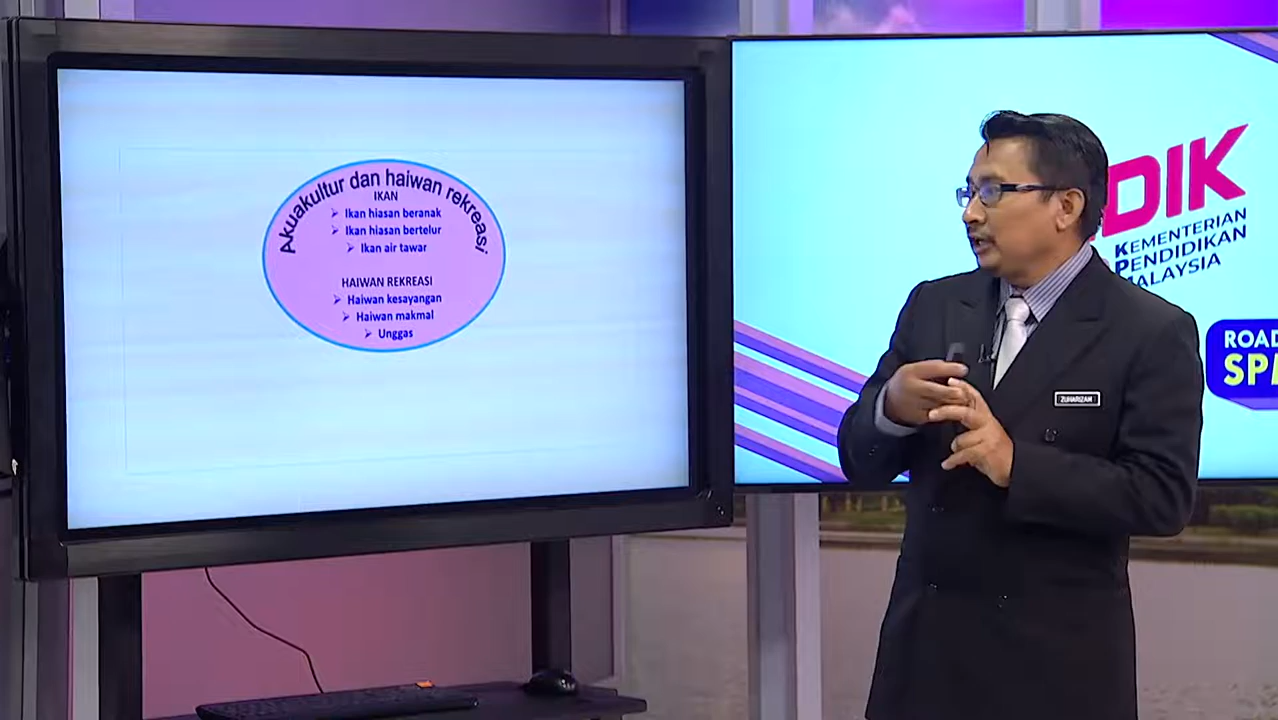 Akuakultur dan haiwan rekreasi
IKAN
Ikan hiasan beranak
Ikan hiasan bertelur
Ikan air tawar
HAIWAN REKREASI
Haiwan kesayangan
Haiwan makmal
Unggas
DIK
KEMENTERIAN
PENDIDIKAN
MALAYSIA
ROAD
SP
ZUHARIZAM